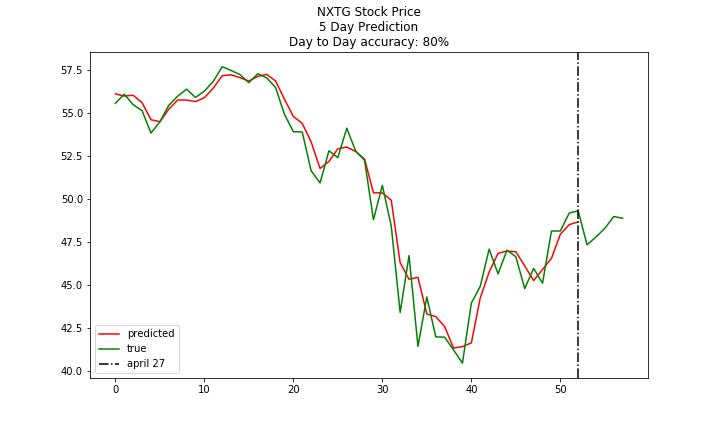 NXTG Stock Price
5 Day Prediction
Day to Day accuracy: 80%
57.5
55.0
52.5
50.0
47.5
45.0
42.5
40.0
predicted
true
april 27
0 10 20 30 40 50